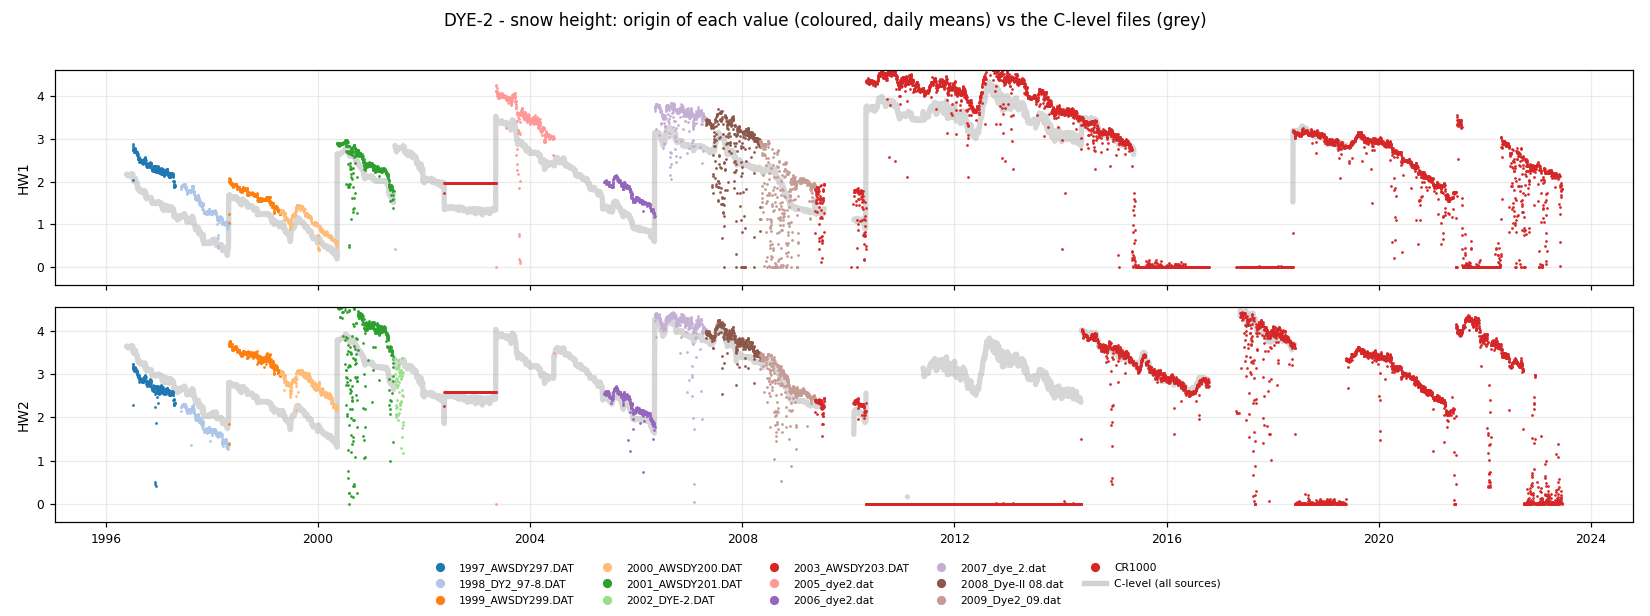 DYE-2 - snow height: origin of each value (coloured, daily means) vs the C-level files (grey)
HW1
4
3
2
1
0
HW2
4
3
2
1
0
1996 2000 2004 2008 2012 2016 2020 2024
1997_AWSDY297.DAT 2000_AWSDY200.DAT 2003_AWSDY203.DAT 2007_dye_2.dat CR1000
1998_DY2_97-8.DAT 2001_AWSDY201.DAT 2005_dye2.dat 2008_Dye-II 08.dat C-level (all sources)
1999_AWSDY299.DAT 2002_DYE-2.DAT 2006_dye2.dat 2009_Dye2_09.dat